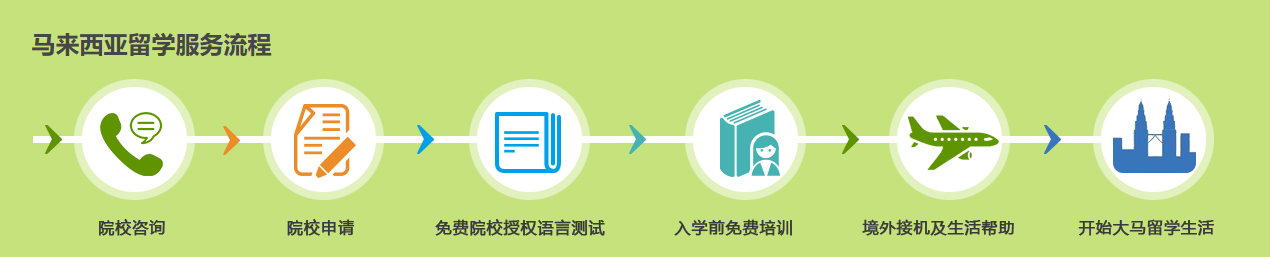 马来西亚留学服务流程
院校咨询
院校申请
免费院校授权语言测试
入学前免费培训
境外接机及生活帮助
开始大马留学生活